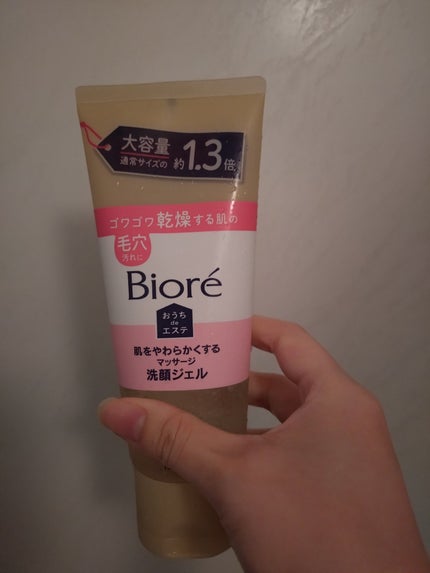 大容量
通常サイズの 約1.3倍
ゴワゴワ乾燥する肌の
毛穴
汚れに
Bioré
おうち
de
エステ
肌をやわらかくする
マッサージ
洗顔ジェル